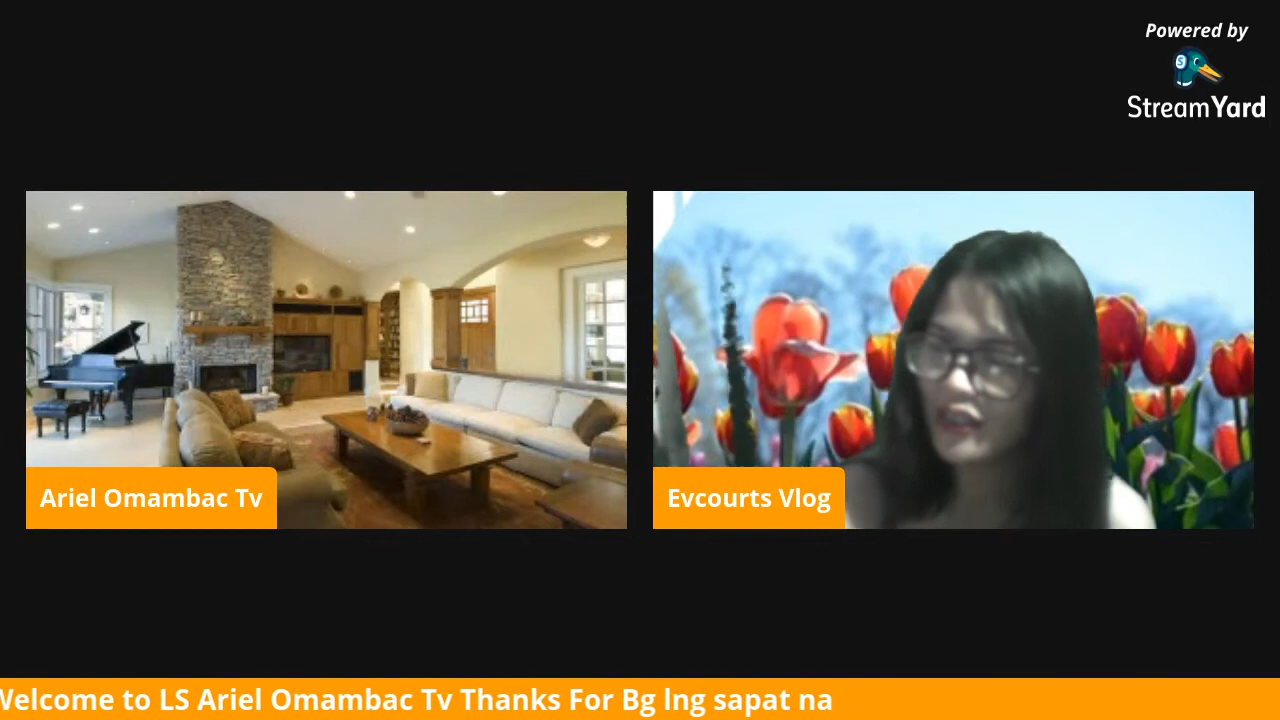 Powered by
StreamYard
Ariel Omambac Tv
Evcourts Vlog
Welcome to LS Ariel Omambac Tv Thanks For Bg lng sapat na